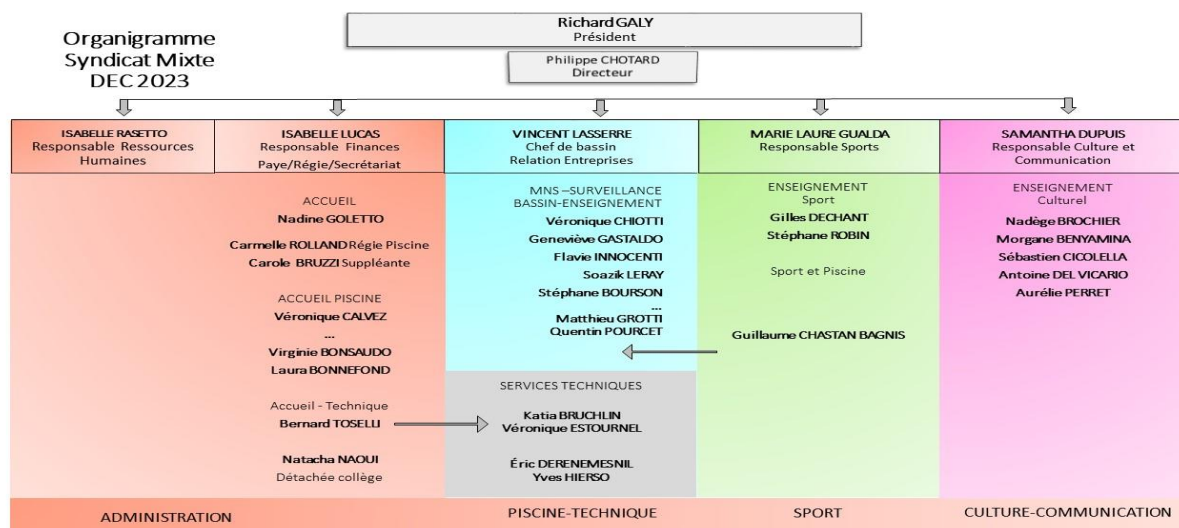 Organigramme
Syndicat Mixte
DEC 2023
Richard GALY
Président
Philippe CHOTARD
Directeur
ISABELLE RASETTO
Responsable Ressources
Humaines
ISABELLE LUCAS
Responsable Finances
Paye/Régie/Secrétariat
VINCENT LASSERRE
Chef de bassin
Relation Entreprises
MARIE LAURE GUALDA
Responsable Sports
SAMANTHA DUPUIS
Responsable Culture et
Communication
ACCUEIL
Nadine GOLETTO
Carmelle ROLLAND Régie Piscine
Carole BRUZZI Suppléante
ACCUEIL PISCINE
Véronique CALVEZ
...
Virginie BONSAUDO
Laura BONNEFOND
Accueil - Technique
Bernard TOSELLI
Natacha NAOUI
Détachée collège
MNS –SURVEILLANCE
BASSIN-ENSEIGNEMENT
Véronique CHIOTTI
Geneviève GASTALDO
Flavie INNOCENTI
Soazik LERAY
Stéphane BOURSON
...
Matthieu GROTTI
Quentin POURCET
SERVICES TECHNIQUES
Katia BRUCHLIN
Véronique ESTOURNEL
Éric DERENEMESNIL
Yves HIERSO
ENSEIGNEMENT
Sport
Gilles DECHANT
Stéphane ROBIN
Sport et Piscine
Guillaume CHASTAN BAGNIS
ENSEIGNEMENT
Culturel
Nadège BROCHIER
Morgane BENYAMINA
Sébastien CICOLELLA
Antoine DEL VICARIO
Aurélie PERRET
ADMINISTRATION
PISCINE-TECHNIQUE
SPORT
CULTURE-COMMUNICATION